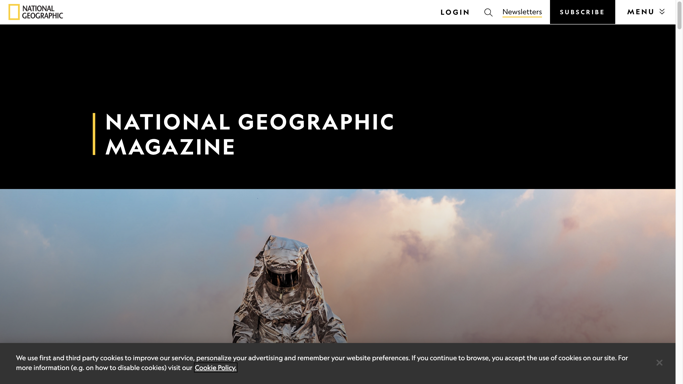 NATIONAL
GEOGRAPHIC
LOGIN
Newsletters
SUBSCRIBE
MENU
NATIONAL GEOGRAPHIC
MAGAZINE
We use first and third party cookies to improve our service, personalize your advertising and remember your website preferences. If you continue to browse, you accept the use of cookies on our site. For
more information (e.g. on how to disable cookies) visit our Cookie Policy.